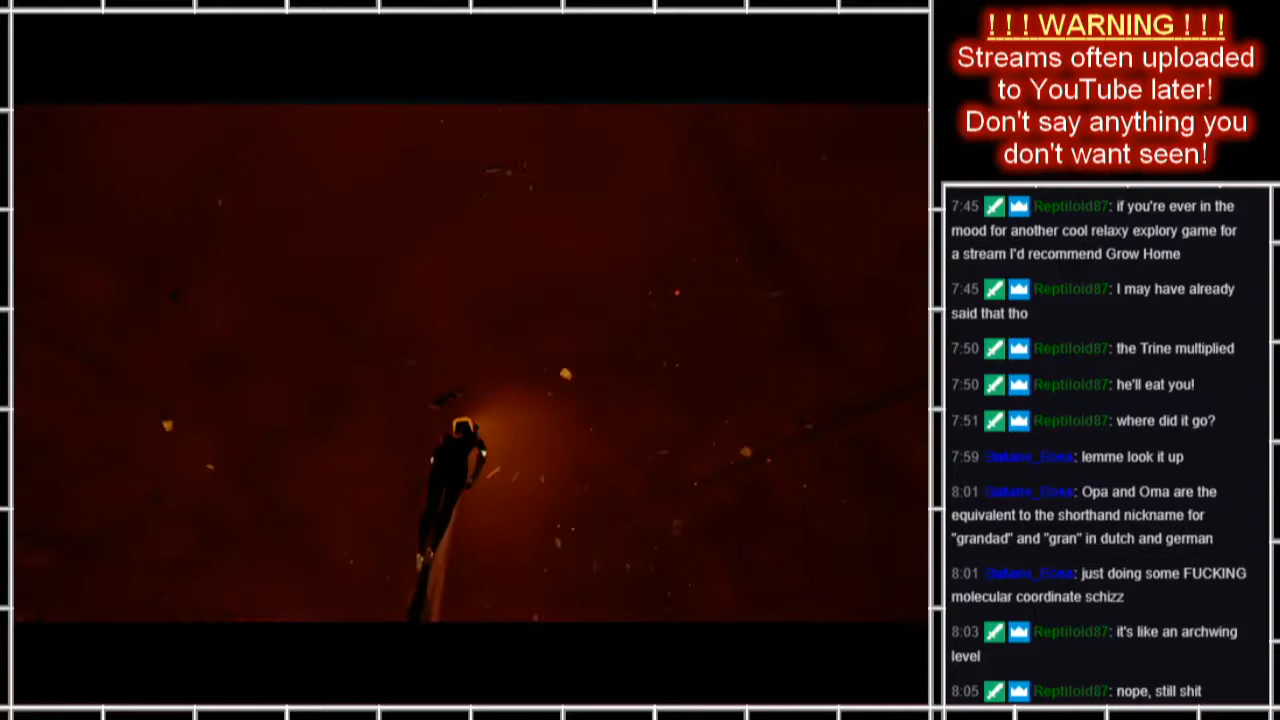 ! ! ! WARNING ! ! !
Streams often uploaded
to YouTube later!
Don't say anything you
don't want seen!
7:45 Reptiloid87: if you're ever in the
mood for another cool relaxy explory game for
a stream I'd recommend Grow Home
7:45 Reptiloid87: I may have already
said that tho
7:50 Reptiloid87: the Trine multiplied
7:50 Reptiloid87: he'll eat you!
7:51 Reptiloid87: where did it go?
7:59 : lemme look it up
8:01 : Opa and Oma are the
equivalent to the shorthand nickname for
"grandad" and "gran" in dutch and german
8:01 : just doing some FUCKING
molecular coordinate schizz
8:03 Reptiloid87: it's like an archwing
level
8:05 Reptiloid87: nope, still shit